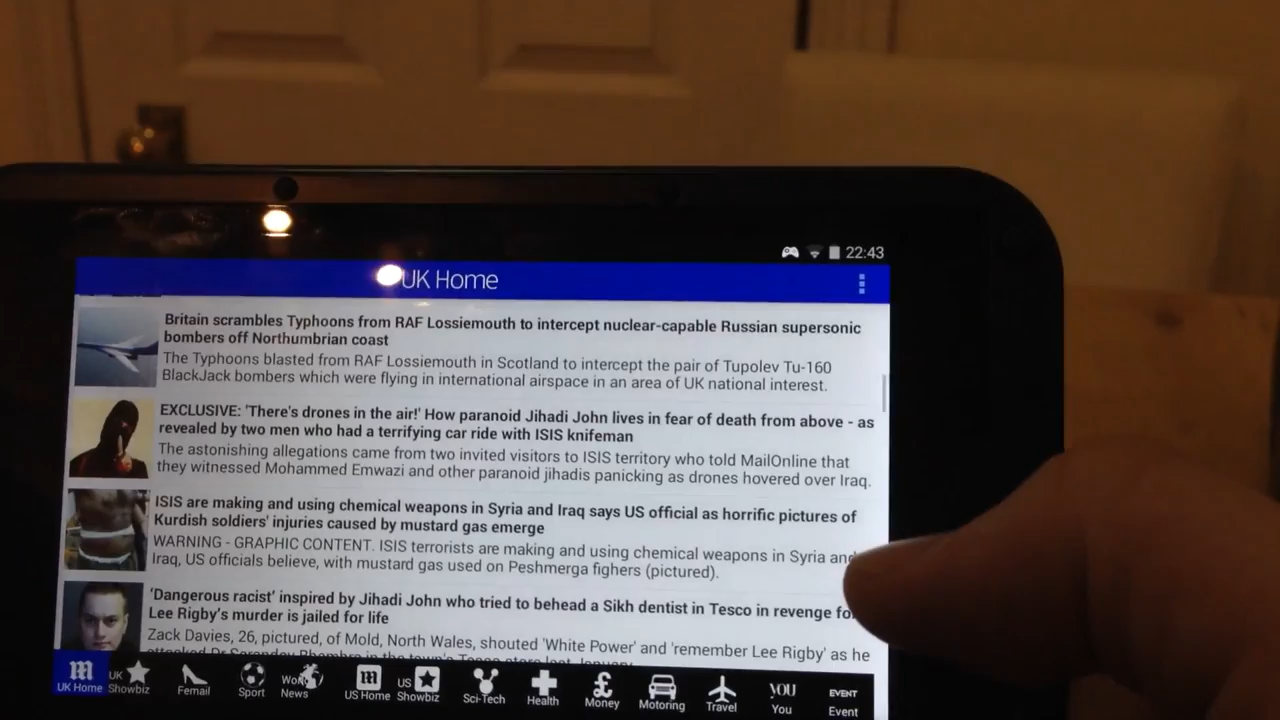 22:43
UK Home
Britain scrambles Typhoons from RAF Lossiemouth to intercept nuclear-capable Russian supersonic
bombers off Northumbrian coast
The Typhoons blasted from RAF Lossiemouth in Scotland to intercept the pair of Tupolev Tu-160
BlackJack bombers which were flying in international airspace in an area of UK national interest.
EXCLUSIVE: 'There's drones in the air!' How paranoid Jihadi John lives in fear of death from above - as
revealed by two men who had a terrifying car ride with ISIS knifeman
The astonishing allegations came from two invited visitors to ISIS territory who told MailOnline that
they witnessed Mohammed Emwazi and other paranoid jihadis panicking as drones hovered over Iraq.
ISIS are making and using chemical weapons in Syria and Iraq says US official as horrific pictures of
Kurdish soldiers' injuries caused by mustard gas emerge
WARNING - GRAPHIC CONTENT. ISIS terrorists are making and using chemical weapons in Syria and
Iraq, US officials believe, with mustard gas used on Peshmerga fighers (pictured).
'Dangerous racist' inspired by Jihadi John who tried to behead a Sikh dentist in Tesco in revenge for
Lee Rigby's murder is jailed for life
Zack Davies, 26, pictured, of Mold, North Wales, shouted 'White Power' and 'remember Lee Rigby' as he
attacked Dr Sarandev Bhambra in the town's Tesco store last January.
m UK Home
UK Showbiz
Femail
Sport
World News
m US Home
US Showbiz
Sci-Tech
Health
£ Money
Motoring
Travel
YOU You
EVENT Event